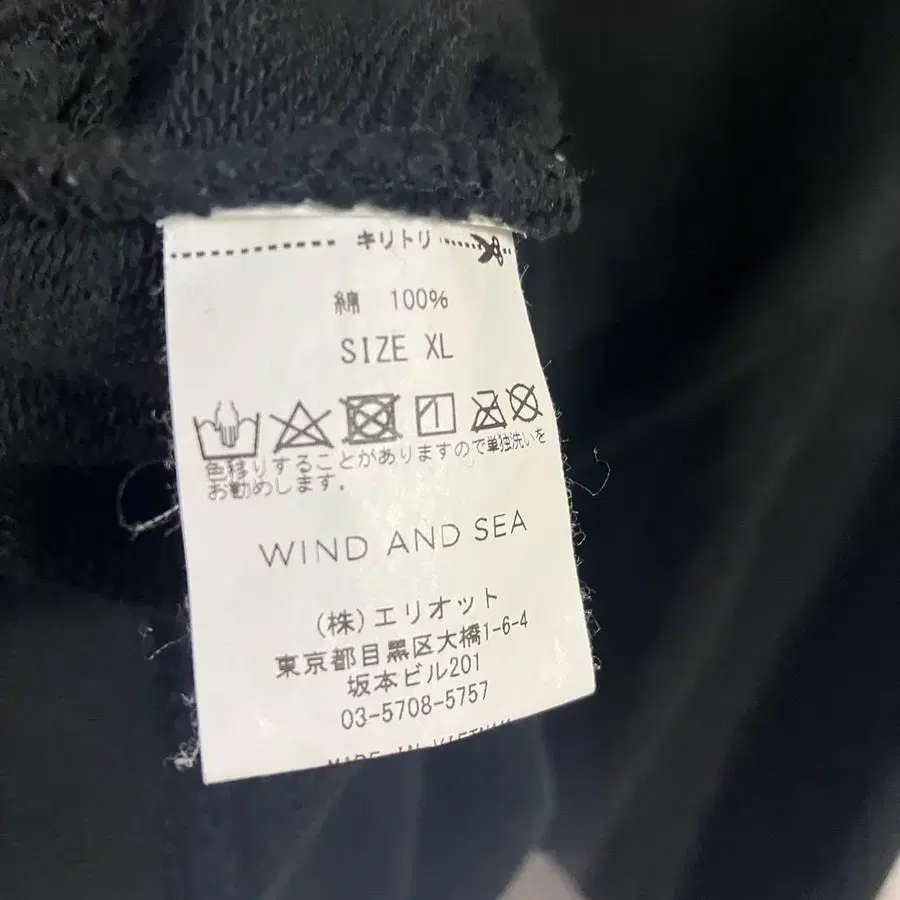 キリトリ
綿 100%
SIZE XL
色移りすることがありますので単独洗いを
お勧めします。
WIND AND SEA
(株)エリオット
東京都目黒区大橋1-6-4
坂本ビル201
03-5708-5757
MADE IN VIETNAM